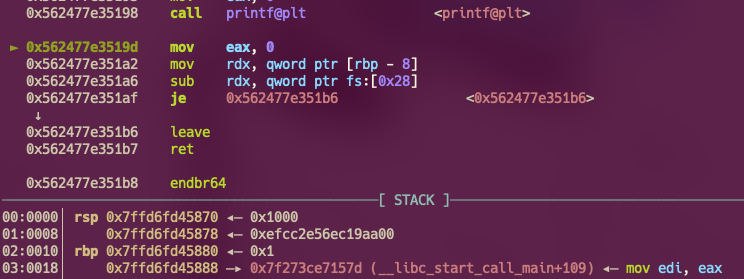 0x562477e35198 call printf@plt <printf@plt>
► 0x562477e3519d mov eax, 0
0x562477e351a2 mov rdx, qword ptr [rbp - 8]
0x562477e351a6 sub rdx, qword ptr fs:[0x28]
0x562477e351af je 0x562477e351b6 <0x562477e351b6>
↓
0x562477e351b6 leave
0x562477e351b7 ret
0x562477e351b8 endbr64
[ STACK ]
00:0000│ rsp 0x7ffd6fd45870 ◂— 0x1000
01:0008│ 0x7ffd6fd45878 ◂— 0xefcc2e56ec19aa00
02:0010│ rbp 0x7ffd6fd45880 ◂— 0x1
03:0018│ 0x7ffd6fd45888 —▸ 0x7f273ce7157d (__libc_start_call_main+109) ◂— mov edi, eax